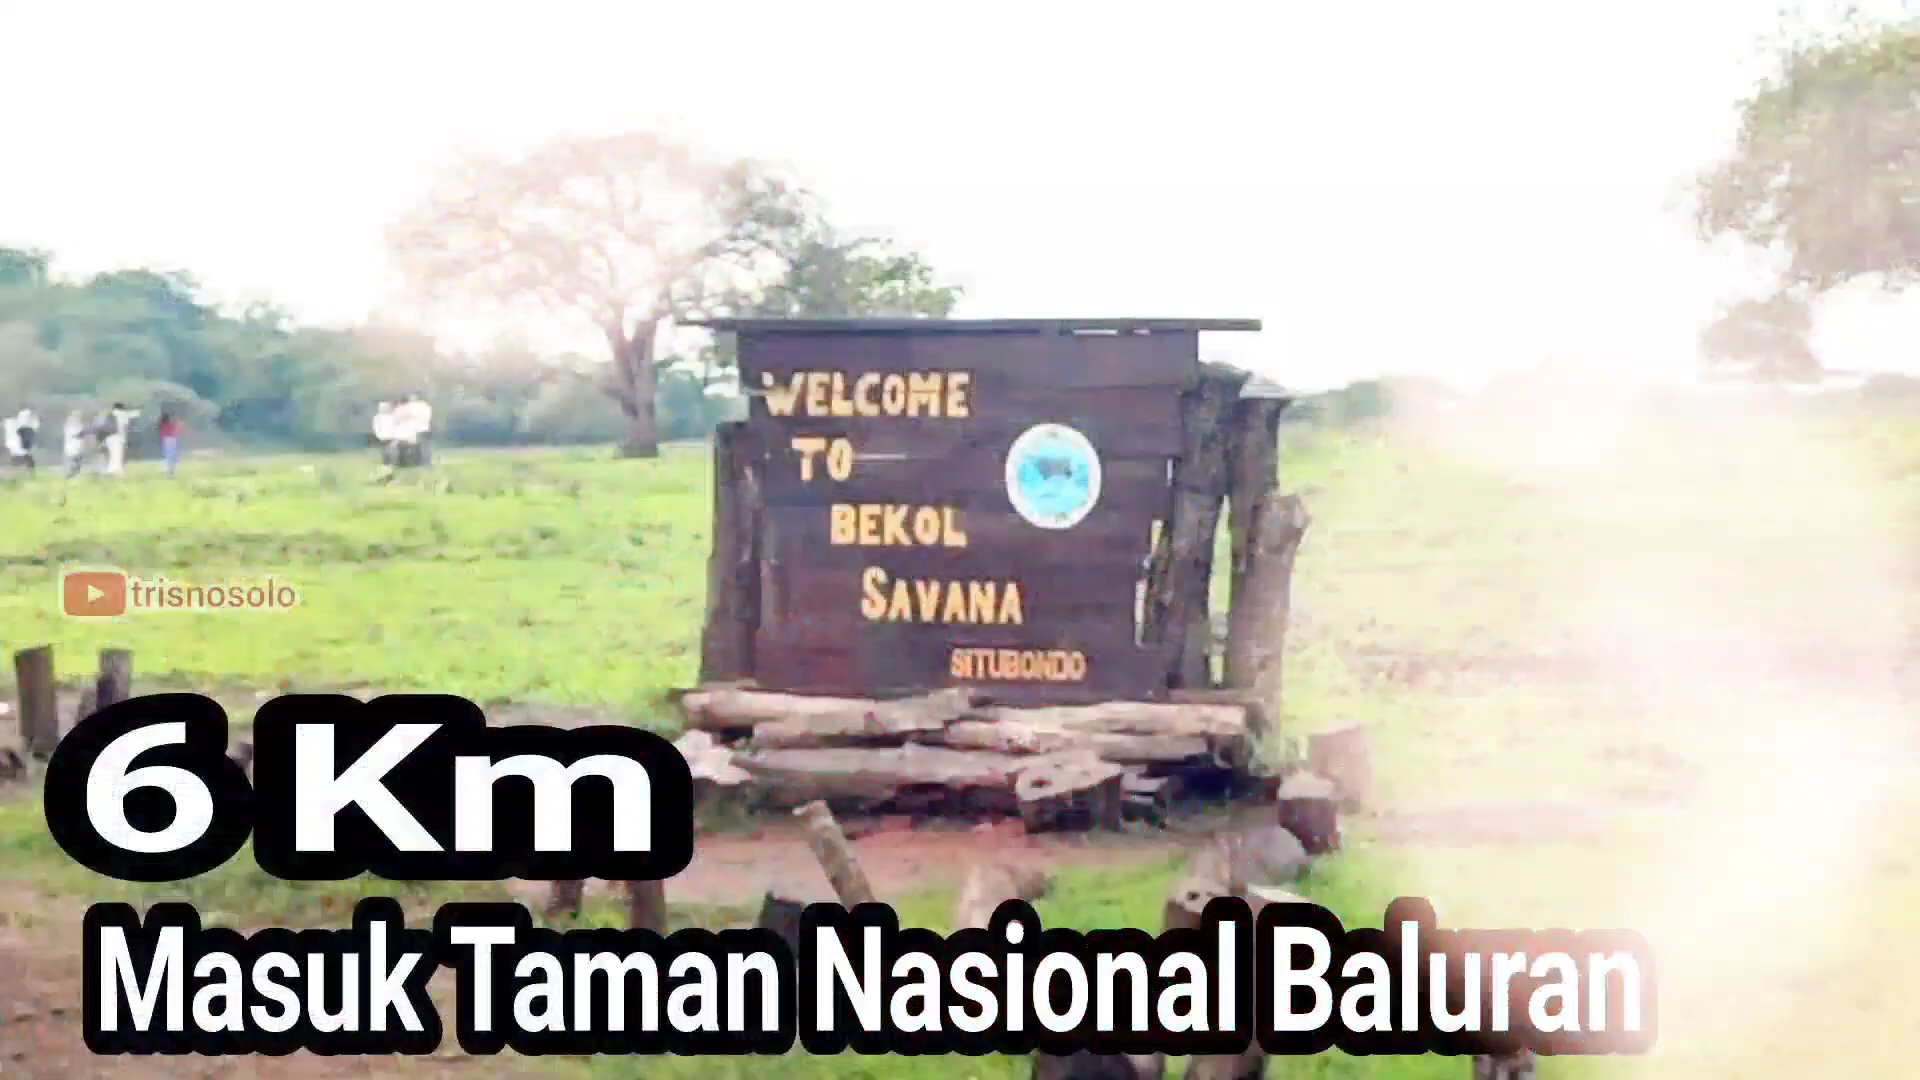 WELCOME
TO
BEKOL
SAVANA
SITUBONDO
trisnosolo
6 Km
Masuk Taman Nasional Baluran